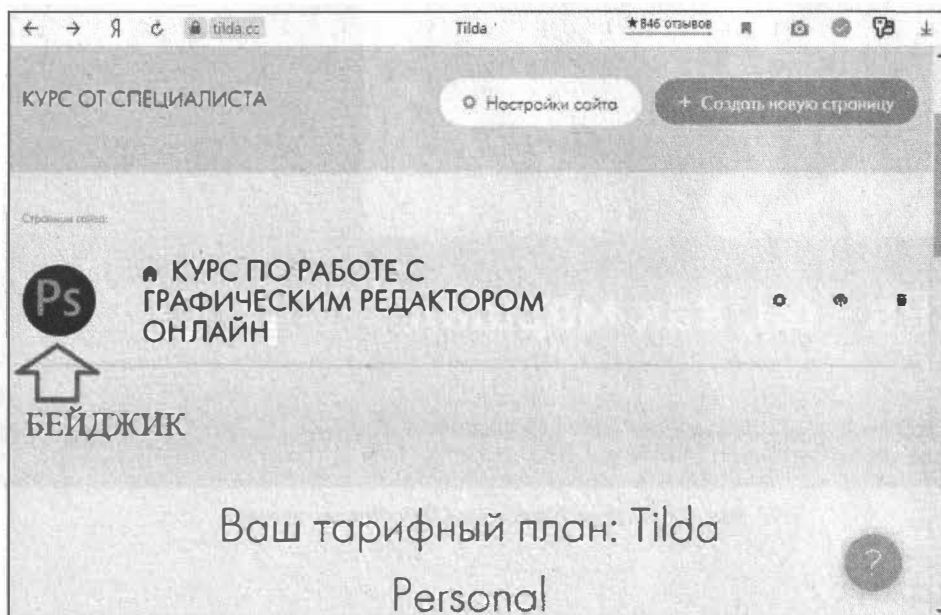 tilda.cc Tilda ★846 отзывов
КУРС ОТ СПЕЦИАЛИСТА
Настройки сайта
+ Создать новую страницу
Страницы сайта:
Ps
КУРС ПО РАБОТЕ С
ГРАФИЧЕСКИМ РЕДАКТОРОМ
ОНЛАЙН
БЕЙДЖИК
Ваш тарифный план: Tilda
Personal
?